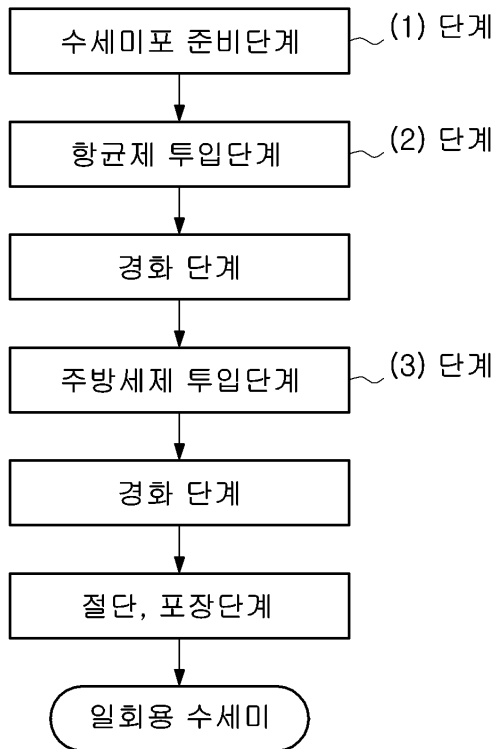 수세미포 준비단계
(1) 단계
항균제 투입단계
(2) 단계
경화 단계
주방세제 투입단계
(3) 단계
경화 단계
절단, 포장단계
일회용 수세미